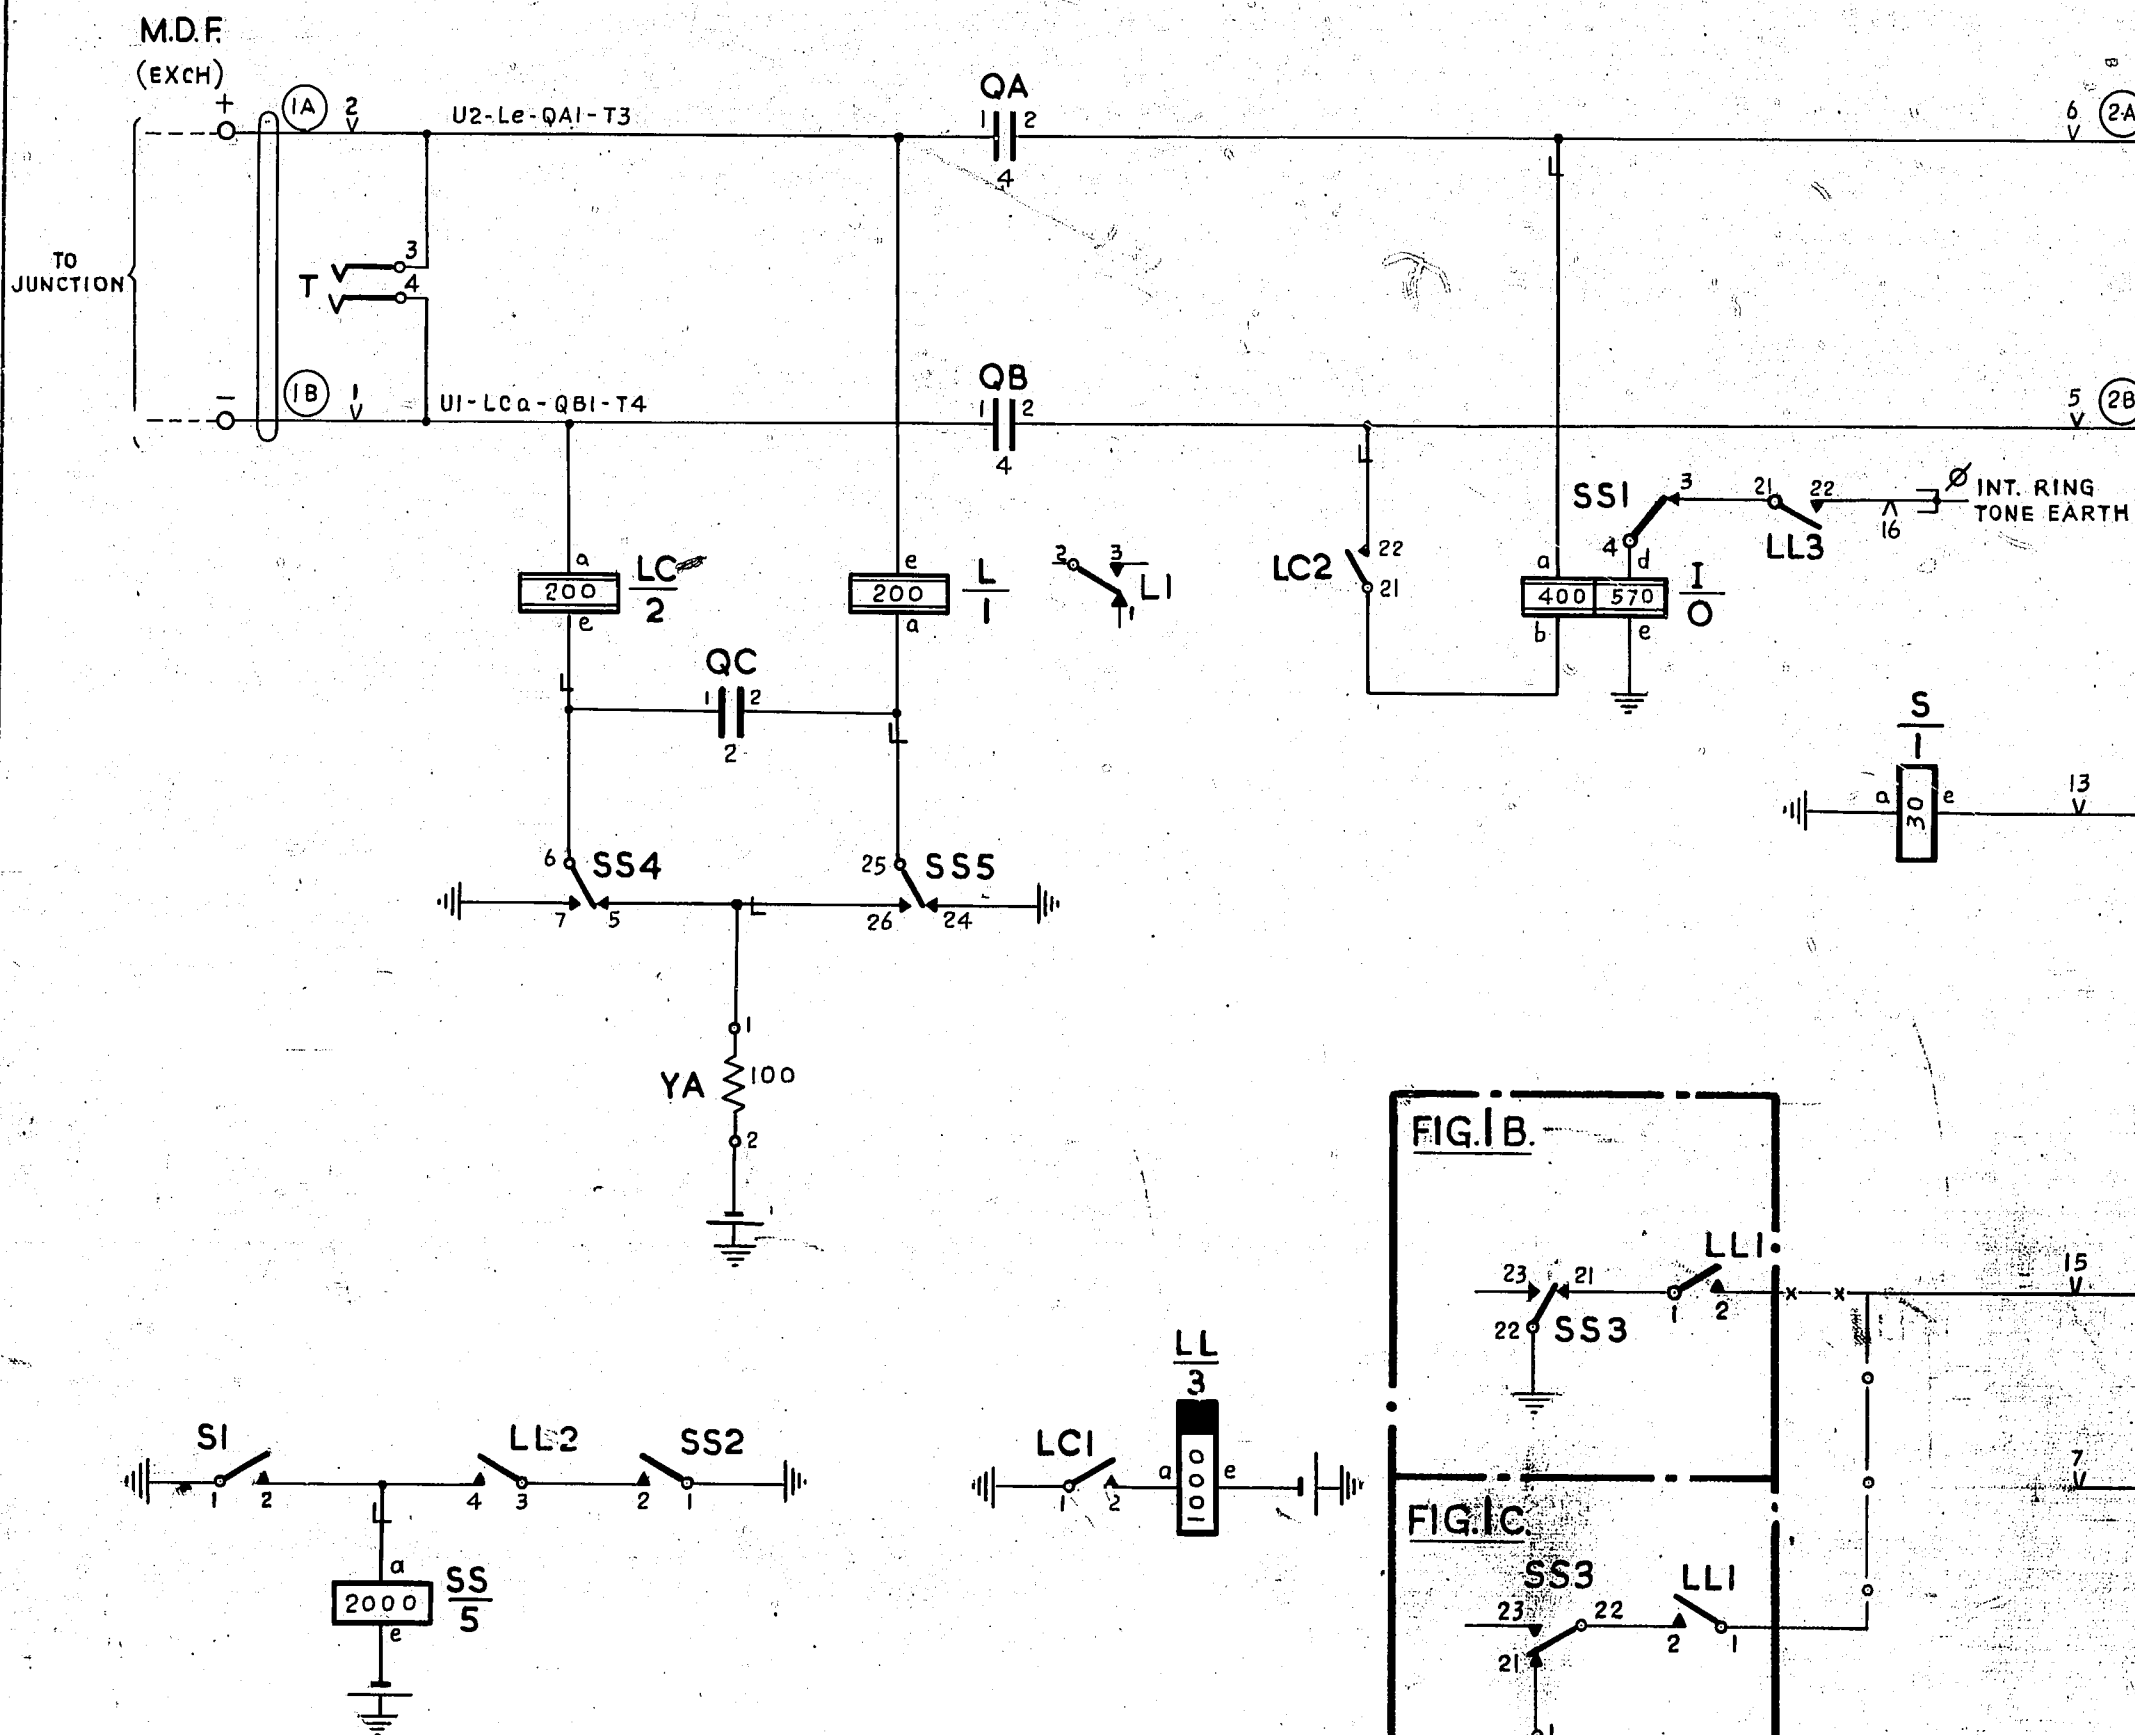 M.D.F.
(EXCH)
+
1A
2
U2-Le-QA1-T3
QA
1 2
4
6
2A
TO
JUNCTION
T
3
4
−
1B
1
U1-LCa-QB1-T4
QB
1 2
4
5
2B
SS1
3
4
21 22
LL3
16
Ø
INT. RING
TONE EARTH
a
200
e
LC
2
e
200
a
L
1
2 3
1
L1
LC2
22
21
a
400
b
d
570
e
I
O
QC
1 2
2
S
1
a 30 e
13
6 SS4
7 5
25 SS5
26 24
1
YA 100
2
FIG.1B.
23 21
22 SS3
LL1
1 2
x x
15
S1
1 2
LL2
4 3
SS2
2 1
a
2000
e
SS
5
LC1
1 2
LL
3
a 1000 e
7
FIG.1C.
SS3
23 22
21
LL1
2 1